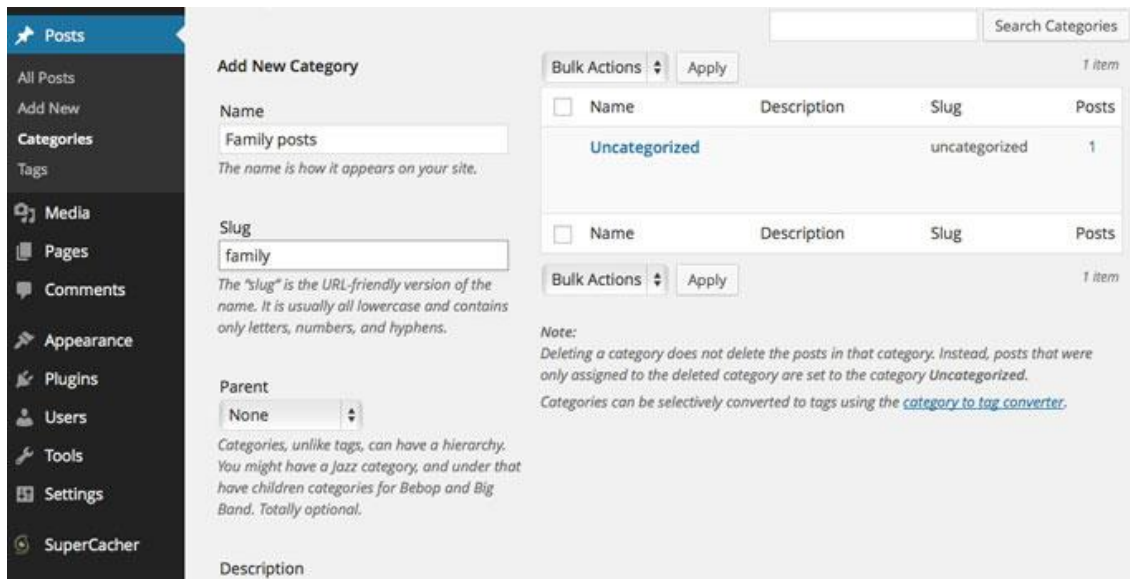 Posts
All Posts
Add New
Categories
Tags
Media
Pages
Comments
Appearance
Plugins
Users
Tools
Settings
SuperCacher
Add New Category
Name
Family posts
The name is how it appears on your site.
Slug
family
The "slug" is the URL-friendly version of the
name. It is usually all lowercase and contains
only letters, numbers, and hyphens.
Parent
None
Categories, unlike tags, can have a hierarchy.
You might have a Jazz category, and under that
have children categories for Bebop and Big
Band. Totally optional.
Description
Search Categories
Bulk Actions Apply 1 item
Name Description Slug Posts
Uncategorized uncategorized 1
Name Description Slug Posts
Bulk Actions Apply 1 item
Note:
Deleting a category does not delete the posts in that category. Instead, posts that were
only assigned to the deleted category are set to the category Uncategorized.
Categories can be selectively converted to tags using the category to tag converter.